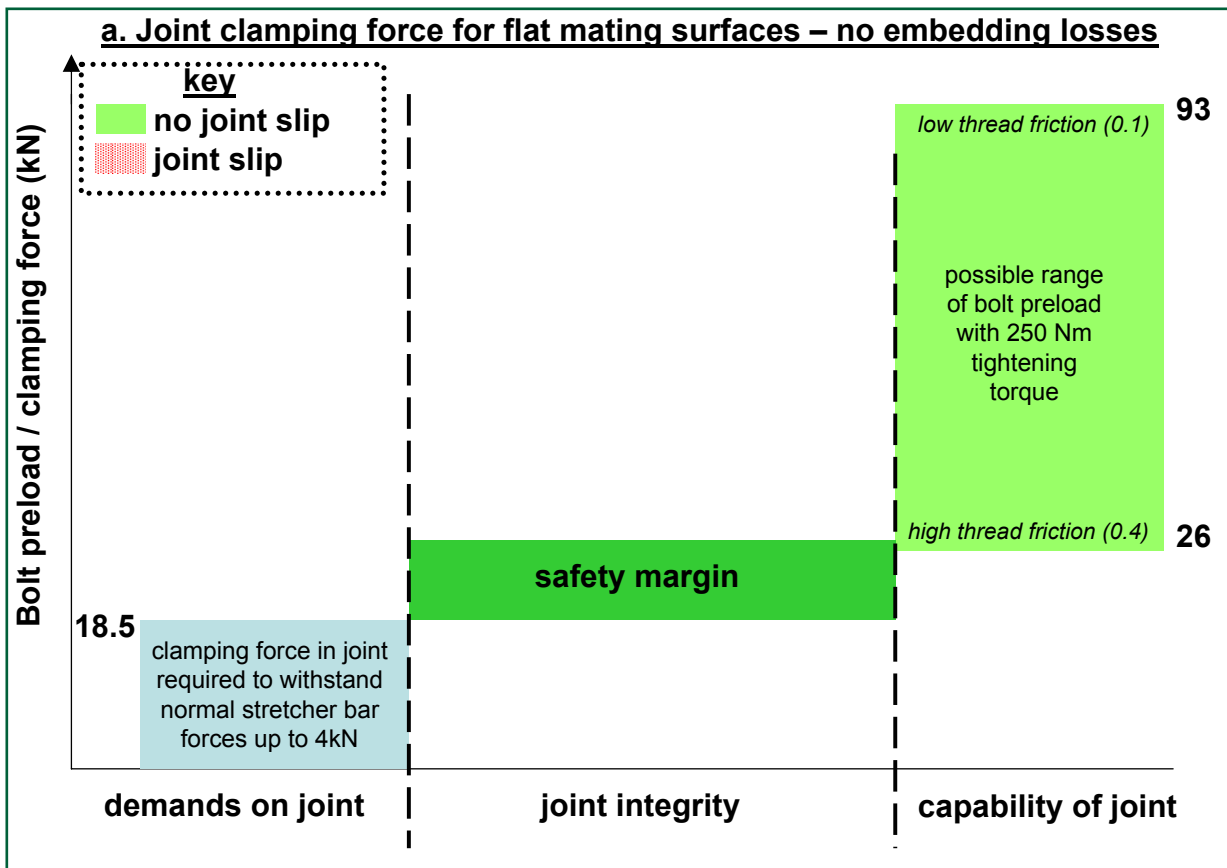 a. Joint clamping force for flat mating surfaces – no embedding losses
key
no joint slip
joint slip
Bolt preload / clamping force (kN)
93
low thread friction (0.1)
possible range
of bolt preload
with 250 Nm
tightening
torque
high thread friction (0.4)
26
safety margin
18.5
clamping force in joint
required to withstand
normal stretcher bar
forces up to 4kN
demands on joint
joint integrity
capability of joint